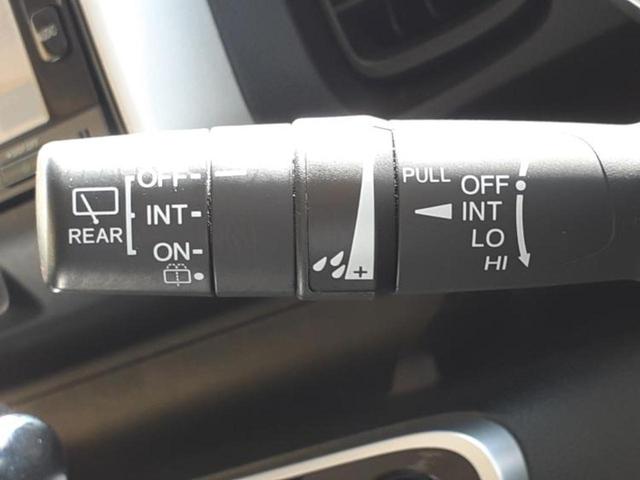 OFF
INT
REAR
ON
+
PULL
OFF
INT
LO
HI